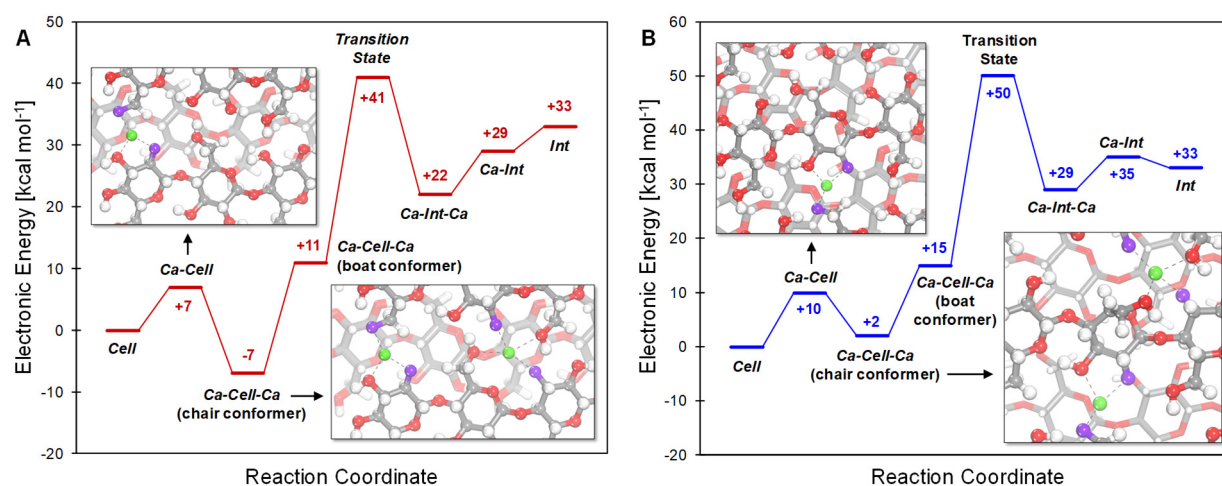 A
Electronic Energy [kcal mol-1]
50
40
30
20
10
0
-10
-20
Transition
State
+41
+33
+29
Int
Ca-Int
+22
Ca-Int-Ca
+11
Ca-Cell-Ca
(boat conformer)
Ca-Cell
+7
Cell
-7
Ca-Cell-Ca
(chair conformer)
Reaction Coordinate
B
Electronic Energy [kcal mol-1]
60
50
40
30
20
10
0
-10
-20
Transition
State
+50
Ca-Int
+29
+35
+33
Int
Ca-Int-Ca
+15
Ca-Cell-Ca
(boat
conformer)
Ca-Cell
+10
+2
Cell
Ca-Cell-Ca
(chair conformer)
Reaction Coordinate